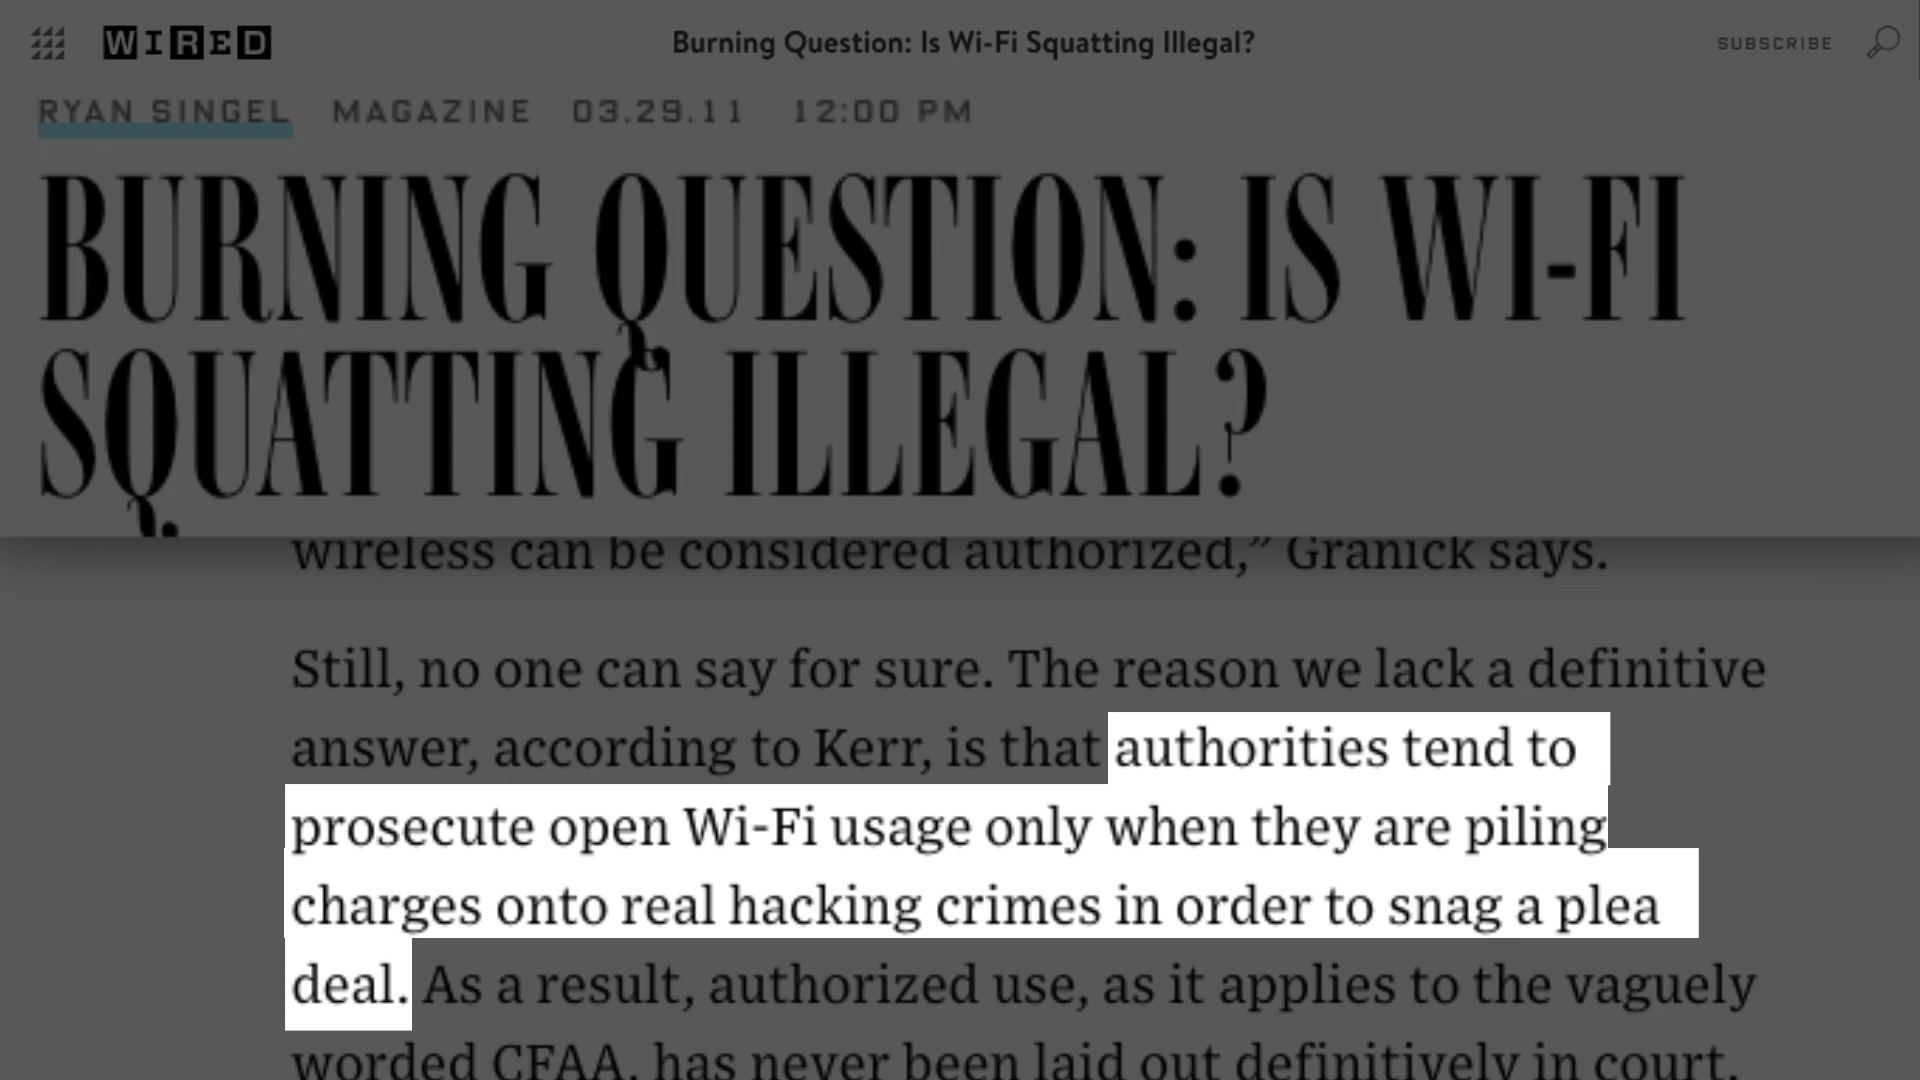 WIRED
Burning Question: Is Wi-Fi Squatting Illegal?
SUBSCRIBE
RYAN SINGEL MAGAZINE 03.29.11 12:00 PM
BURNING QUESTION: IS WI-FI
SQUATTING ILLEGAL?
wireless can be considered authorized,” Granick says.
Still, no one can say for sure. The reason we lack a definitive
answer, according to Kerr, is that authorities tend to
prosecute open Wi-Fi usage only when they are piling
charges onto real hacking crimes in order to snag a plea
deal. As a result, authorized use, as it applies to the vaguely
worded CFAA, has never been laid out definitively in court.